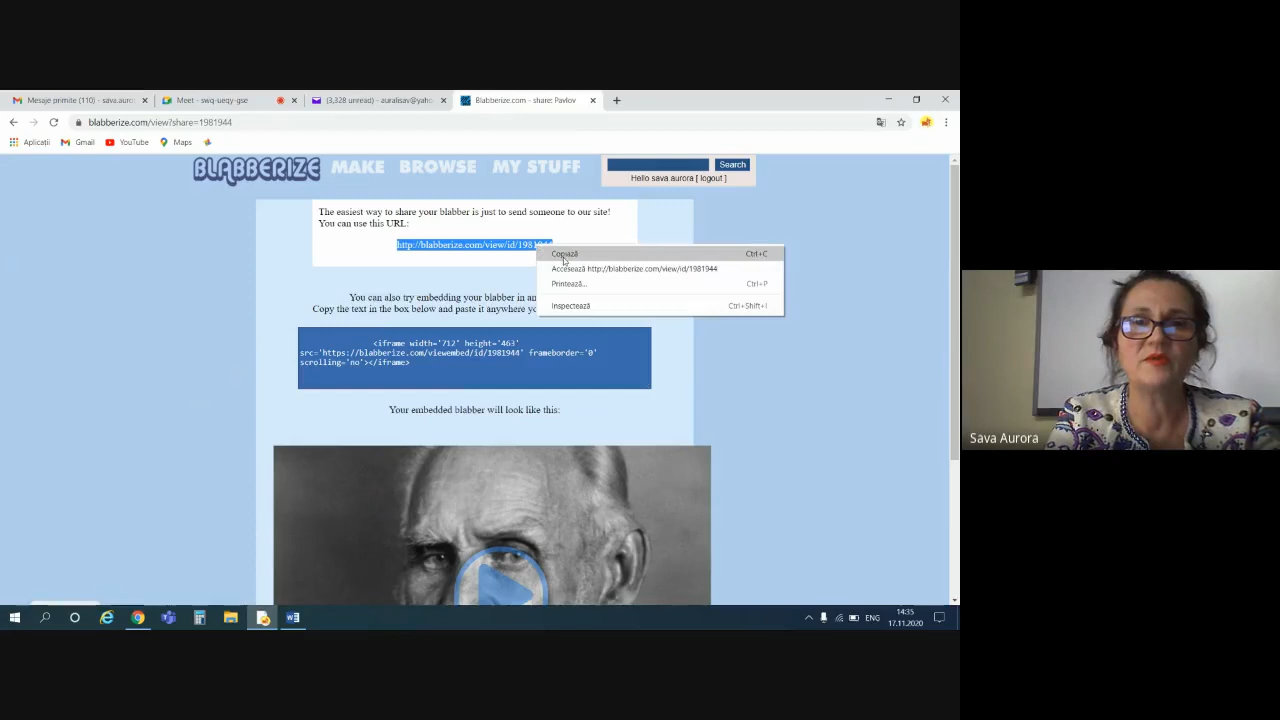 Mesaje primite (110) - sava.auro
Meet - swq-ueqy-gse
(3,328 unread) - auralisav@yaho
Blabberize.com - share: Pavlov
blabberize.com/view?share=1981944
Aplicații
Gmail
YouTube
Maps
BLABBERIZE MAKE BROWSE MY STUFF
Search
Hello sava.aurora [ logout ]
The easiest way to share your blabber is just to send someone to our site!
You can use this URL:
http://blabberize.com/view/id/1981944
Copiază Ctrl+C
Accesează http://blabberize.com/view/id/1981944
Printează... Ctrl+P
Inspectează Ctrl+Shift+I
You can also try embedding your blabber in an
Copy the text in the box below and paste it anywhere yo
<iframe width='712' height='463'
src='https://blabberize.com/viewembed/id/1981944' frameborder='0'
scrolling='no'></iframe>
Your embedded blabber will look like this:
Sava Aurora
ENG
14:35
17.11.2020